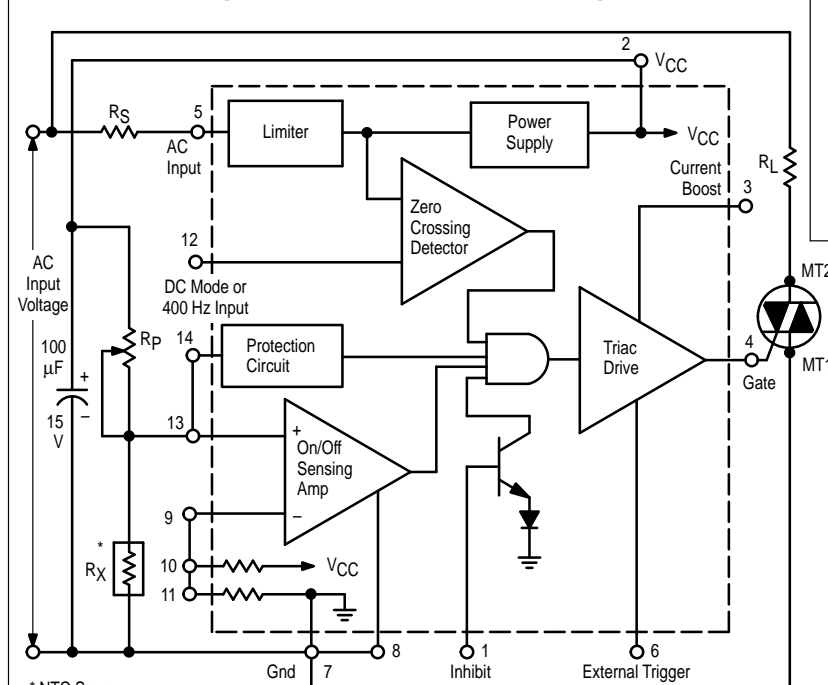 2
VCC
RS
5
AC
Input
Limiter
Power
Supply
VCC
Current
Boost
3
RL
Zero
Crossing
Detector
12
DC Mode or
400 Hz Input
AC
Input
Voltage
MT2
RP
14
Protection
Circuit
Triac
Drive
4
Gate
MT1
100
µF
+
–
15
V
13
+
On/Off
Sensing
Amp
–
9
*
RX
10
VCC
11
Gnd
7
8
1
Inhibit
6
External Trigger
* NTC S